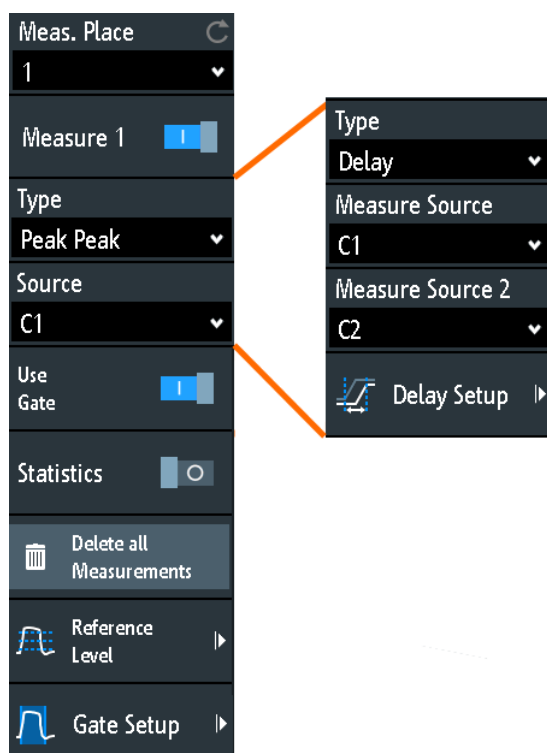 Meas. Place
1
Measure 1
Type
Peak Peak
Source
C1
Use
Gate
Statistics
Delete all
Measurements
Reference
Level
Gate Setup
Type
Delay
Measure Source
C1
Measure Source 2
C2
Delay Setup